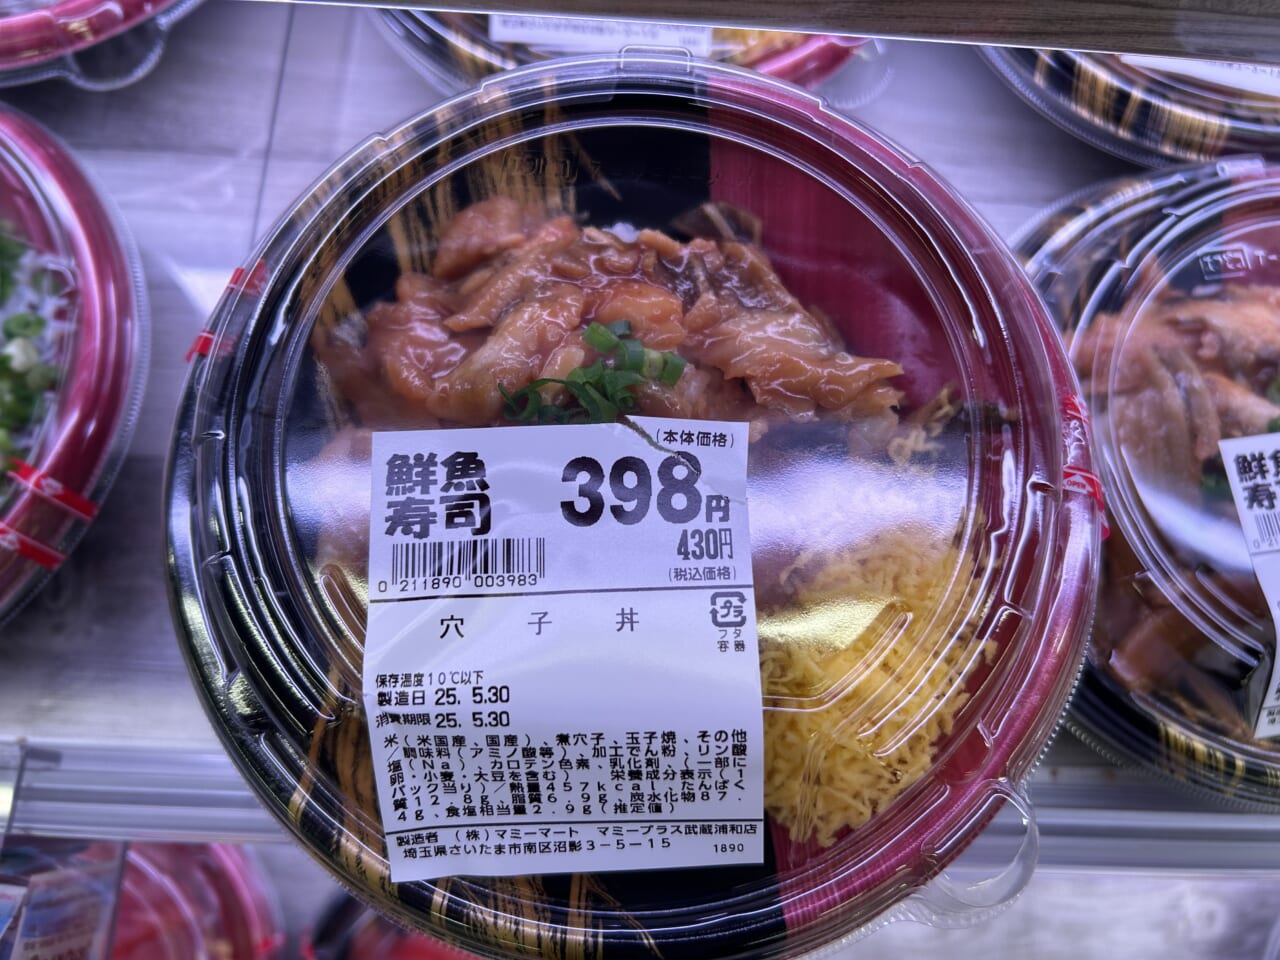 (本体価格)
鮮魚
寿司
398円
430円
(税込価格)
0 211890 003983
穴子丼
プラ
フタ
容器
保存温度10℃以下
製造日 25. 5.30
消費期限 25. 5.30
米(米国産、国産)、煮穴子、玉子焼、その他
/調味料(アミノ酸等)、加工でん粉、リン酸
塩(Na)、カロテン色素、乳化剤、(一部に
卵・小麦・大豆を含む) 栄養成分表示(1
パック当り)/熱量457kcal、たんぱく
質12.8g、脂質6.9g、炭水化物87.
4g、食塩相当量2.9g(推定値)
製造者 (株)マミーマート マミープラス武蔵浦和店
埼玉県さいたま市南区沼影3-5-15
1890
OPEN
鮮
寿